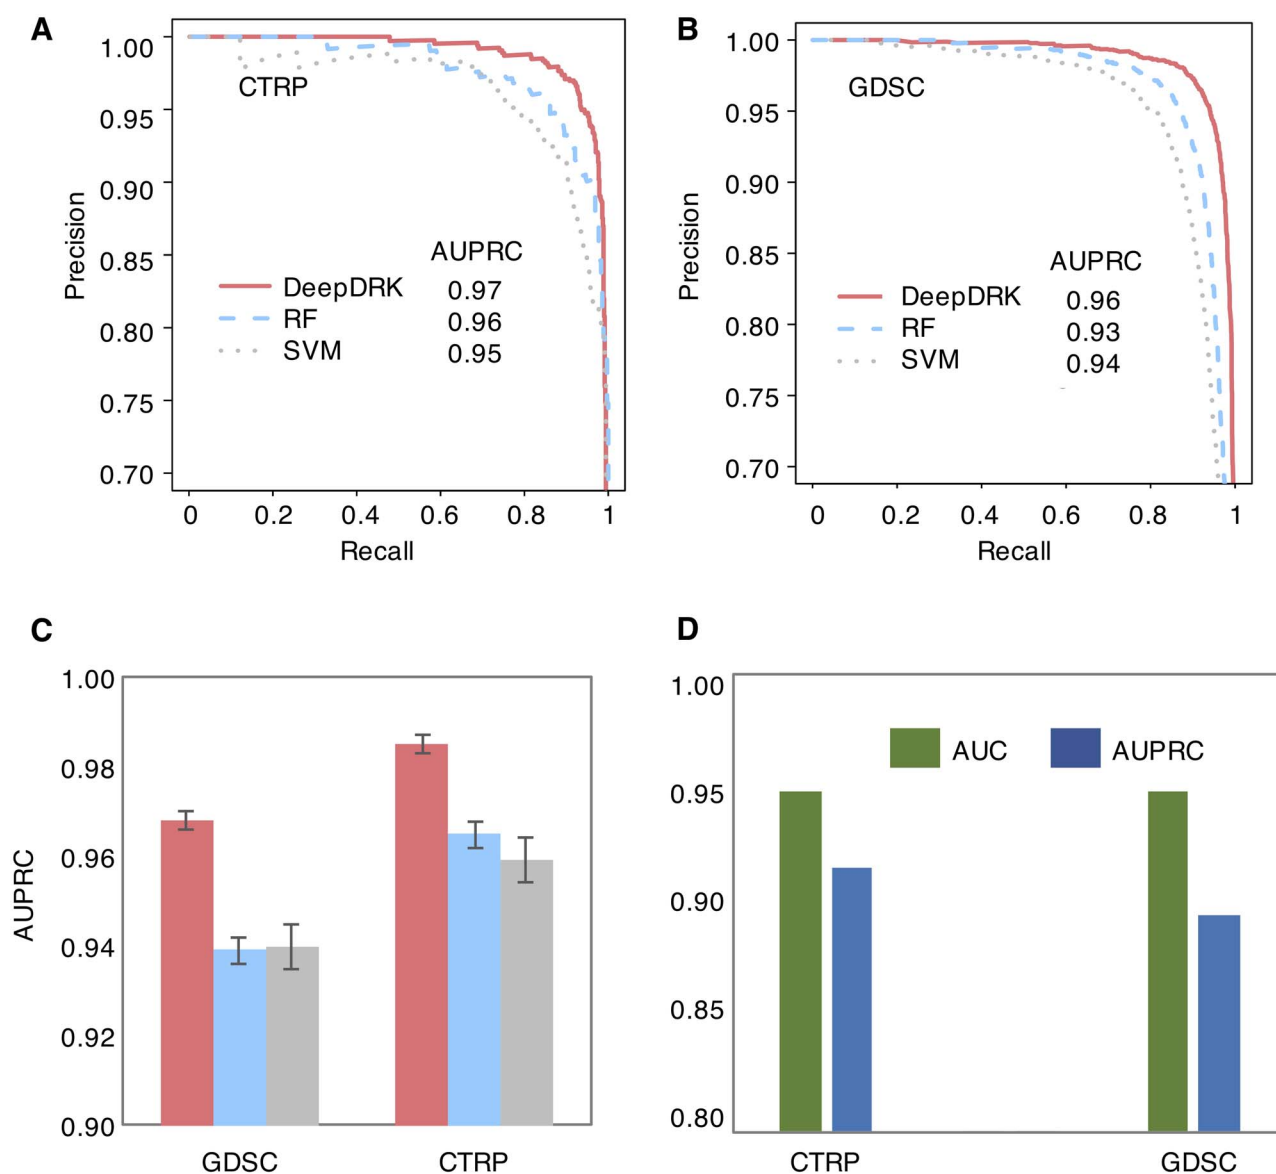 A
1.00
0.95
0.90
0.85
0.80
0.75
0.70
Precision
CTRP
AUPRC
DeepDRK 0.97
RF 0.96
SVM 0.95
0 0.2 0.4 0.6 0.8 1
Recall
B
1.00
0.95
0.90
0.85
0.80
0.75
0.70
Precision
GDSC
AUPRC
DeepDRK 0.96
RF 0.93
SVM 0.94
0 0.2 0.4 0.6 0.8 1
Recall
C
1.00
0.98
0.96
0.94
0.92
0.90
AUPRC
GDSC CTRP
D
1.00
0.95
0.90
0.85
0.80
AUC AUPRC
CTRP GDSC